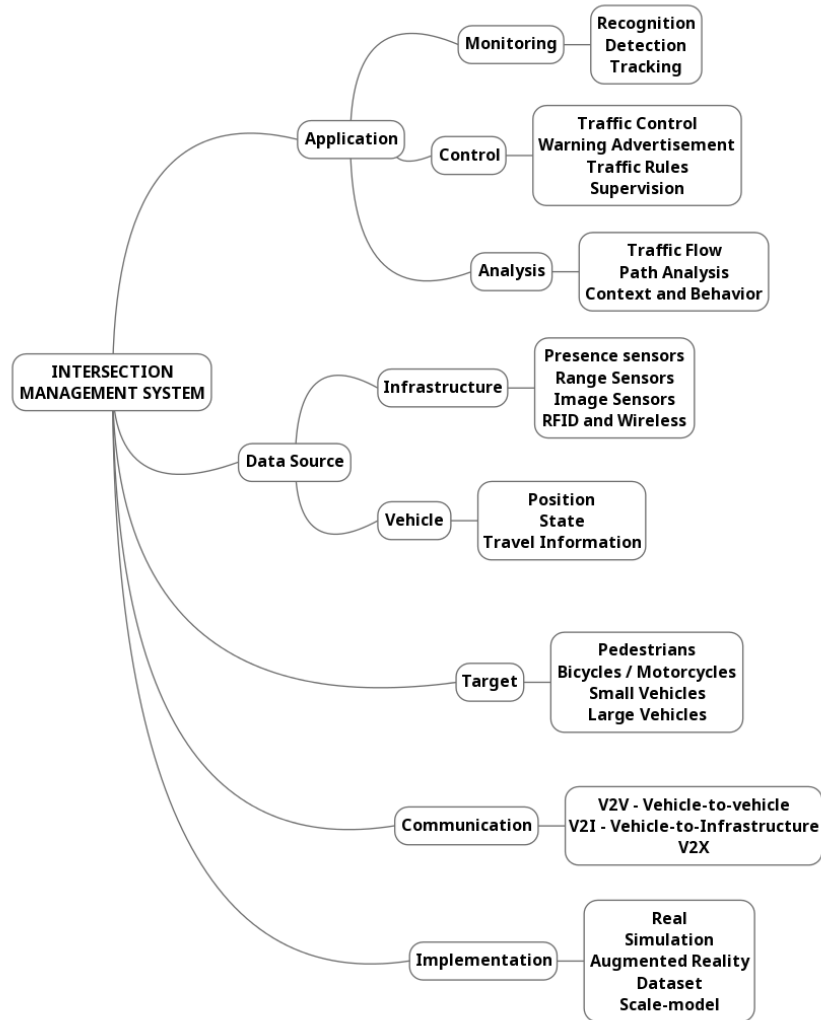 INTERSECTION
MANAGEMENT SYSTEM
Application
Monitoring
Recognition
Detection
Tracking
Control
Traffic Control
Warning Advertisement
Traffic Rules
Supervision
Analysis
Traffic Flow
Path Analysis
Context and Behavior
Data Source
Infrastructure
Presence sensors
Range Sensors
Image Sensors
RFID and Wireless
Vehicle
Position
State
Travel Information
Target
Pedestrians
Bicycles / Motorcycles
Small Vehicles
Large Vehicles
Communication
V2V - Vehicle-to-vehicle
V2I - Vehicle-to-Infrastructure
V2X
Implementation
Real
Simulation
Augmented Reality
Dataset
Scale-model